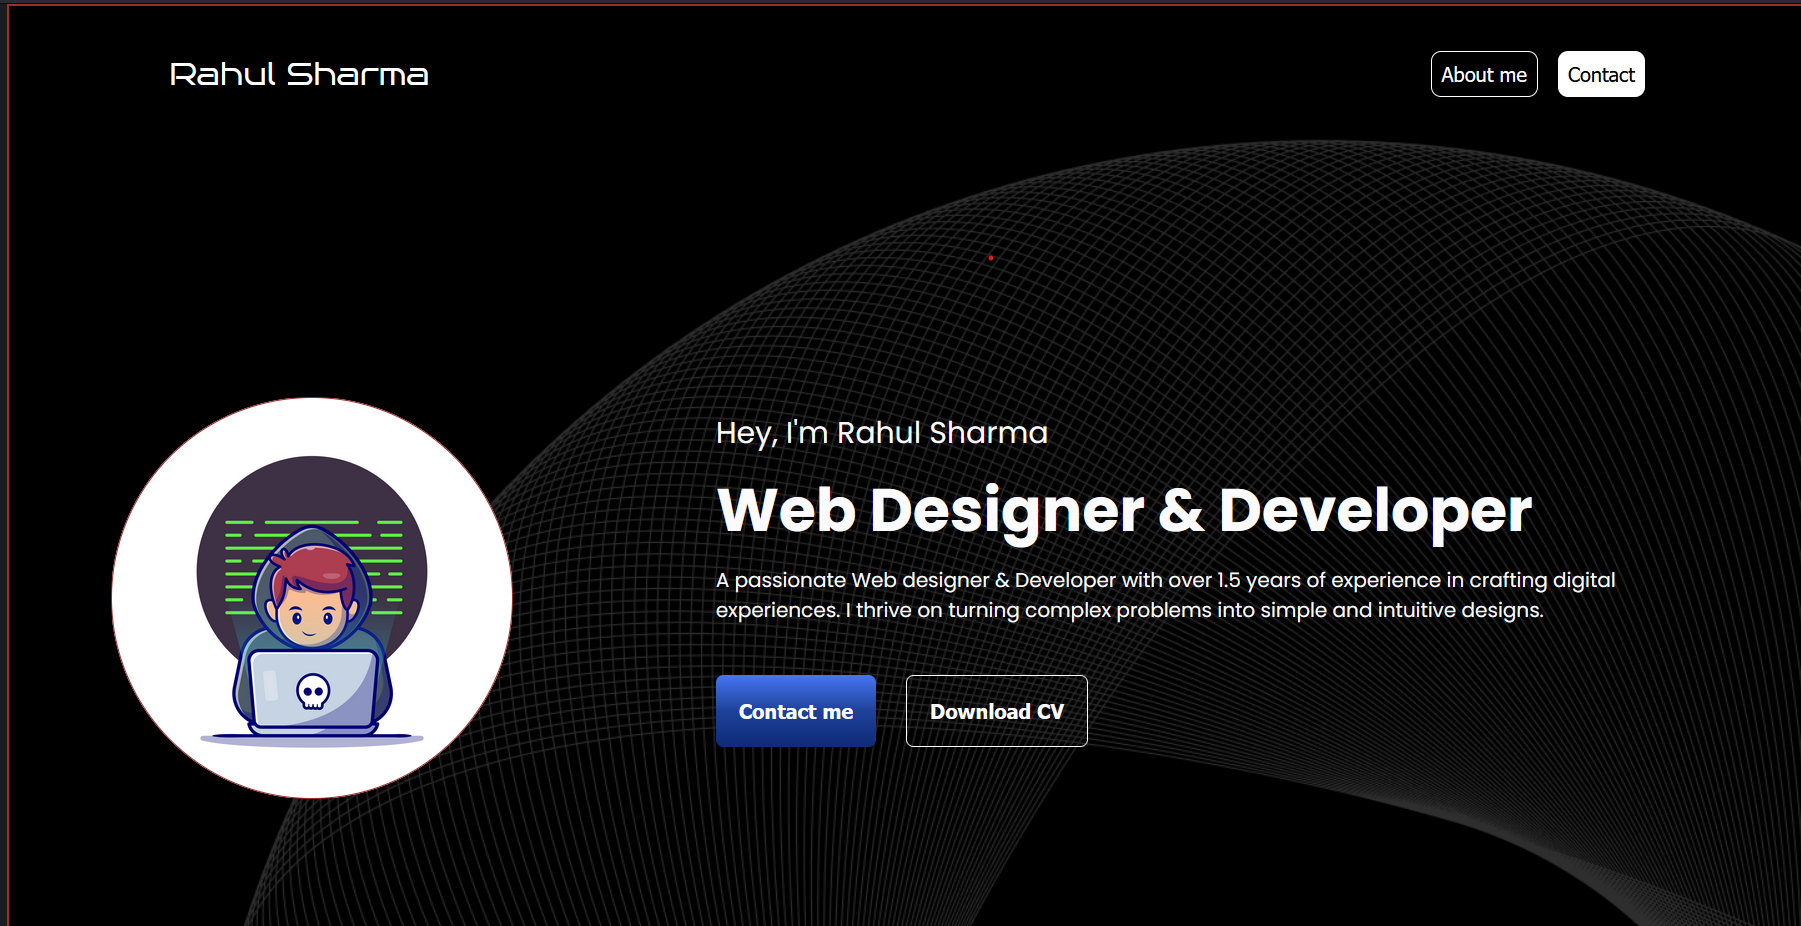 Rahul Sharma
About me
Contact
Hey, I'm Rahul Sharma
Web Designer & Developer
A passionate Web designer & Developer with over 1.5 years of experience in crafting digital
experiences. I thrive on turning complex problems into simple and intuitive designs.
Contact me
Download CV